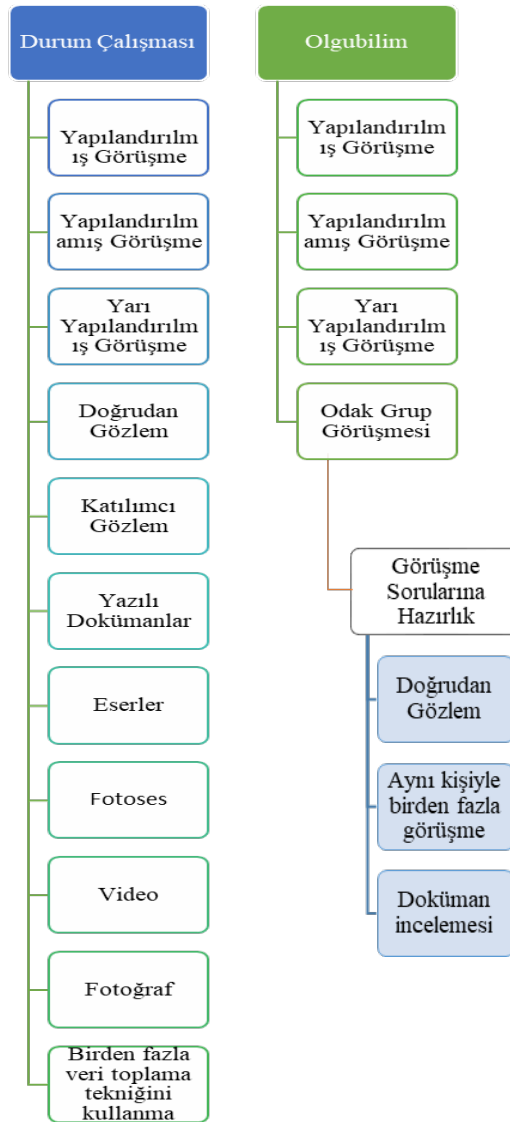 Durum Çalışması
Yapılandırılm
ış Görüşme
Yapılandırılm
amış Görüşme
Yarı
Yapılandırılm
ış Görüşme
Doğrudan
Gözlem
Katılımcı
Gözlem
Yazılı
Dokümanlar
Eserler
Fotoses
Video
Fotoğraf
Birden fazla
veri toplama
tekniğini
kullanma
Olgubilim
Yapılandırılm
ış Görüşme
Yapılandırılm
amış Görüşme
Yarı
Yapılandırılm
ış Görüşme
Odak Grup
Görüşmesi
Görüşme
Sorularına
Hazırlık
Doğrudan
Gözlem
Aynı kişiyle
birden fazla
görüşme
Doküman
incelemesi